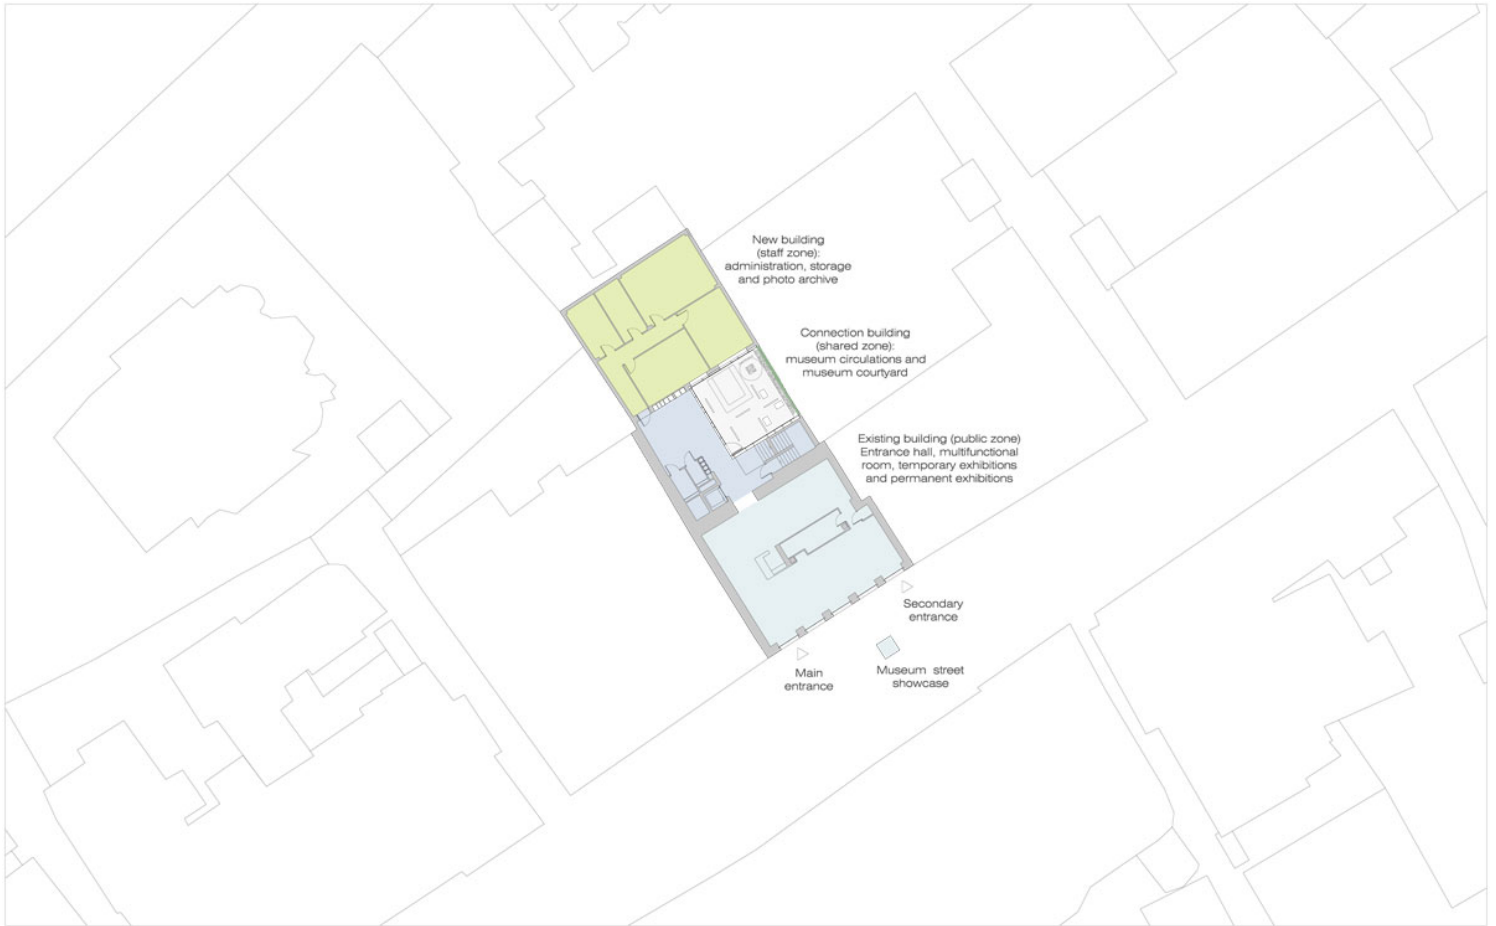 New building
(staff zone):
administration, storage
and photo archive
Connection building
(shared zone):
museum circulations and
museum courtyard
Existing building (public zone)
Entrance hall, multifunctional
room, temporary exhibitions
and permanent exhibitions
Secondary
entrance
Main
entrance
Museum street
showcase